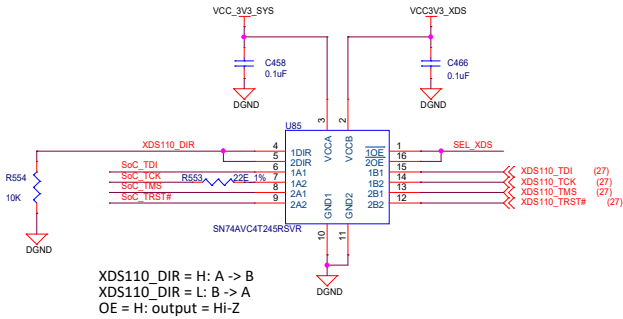 VCC_3V3_SYS
VCC3V3_XDS
C458
0.1uF
C466
0.1uF
DGND
DGND
U85
3
2
VCCA
VCCB
XDS110_DIR
4
5
6
7
8
9
1DIR
2DIR
1A1
1A2
2A1
2A2
1OE
2OE
1B1
1B2
2B1
2B2
1
16
15
14
13
12
SEL_XDS
SoC_TDI
SoC_TCK
SoC_TMS
SoC_TRST#
R553
22E_1%
XDS110_TDI (27)
XDS110_TCK (27)
XDS110_TMS (27)
XDS110_TRST# (27)
R554
10K
DGND
GND1
GND2
10
11
SN74AVC4T245RSVR
DGND
XDS110_DIR = H: A -> B
XDS110_DIR = L: B -> A
OE = H: output = Hi-Z